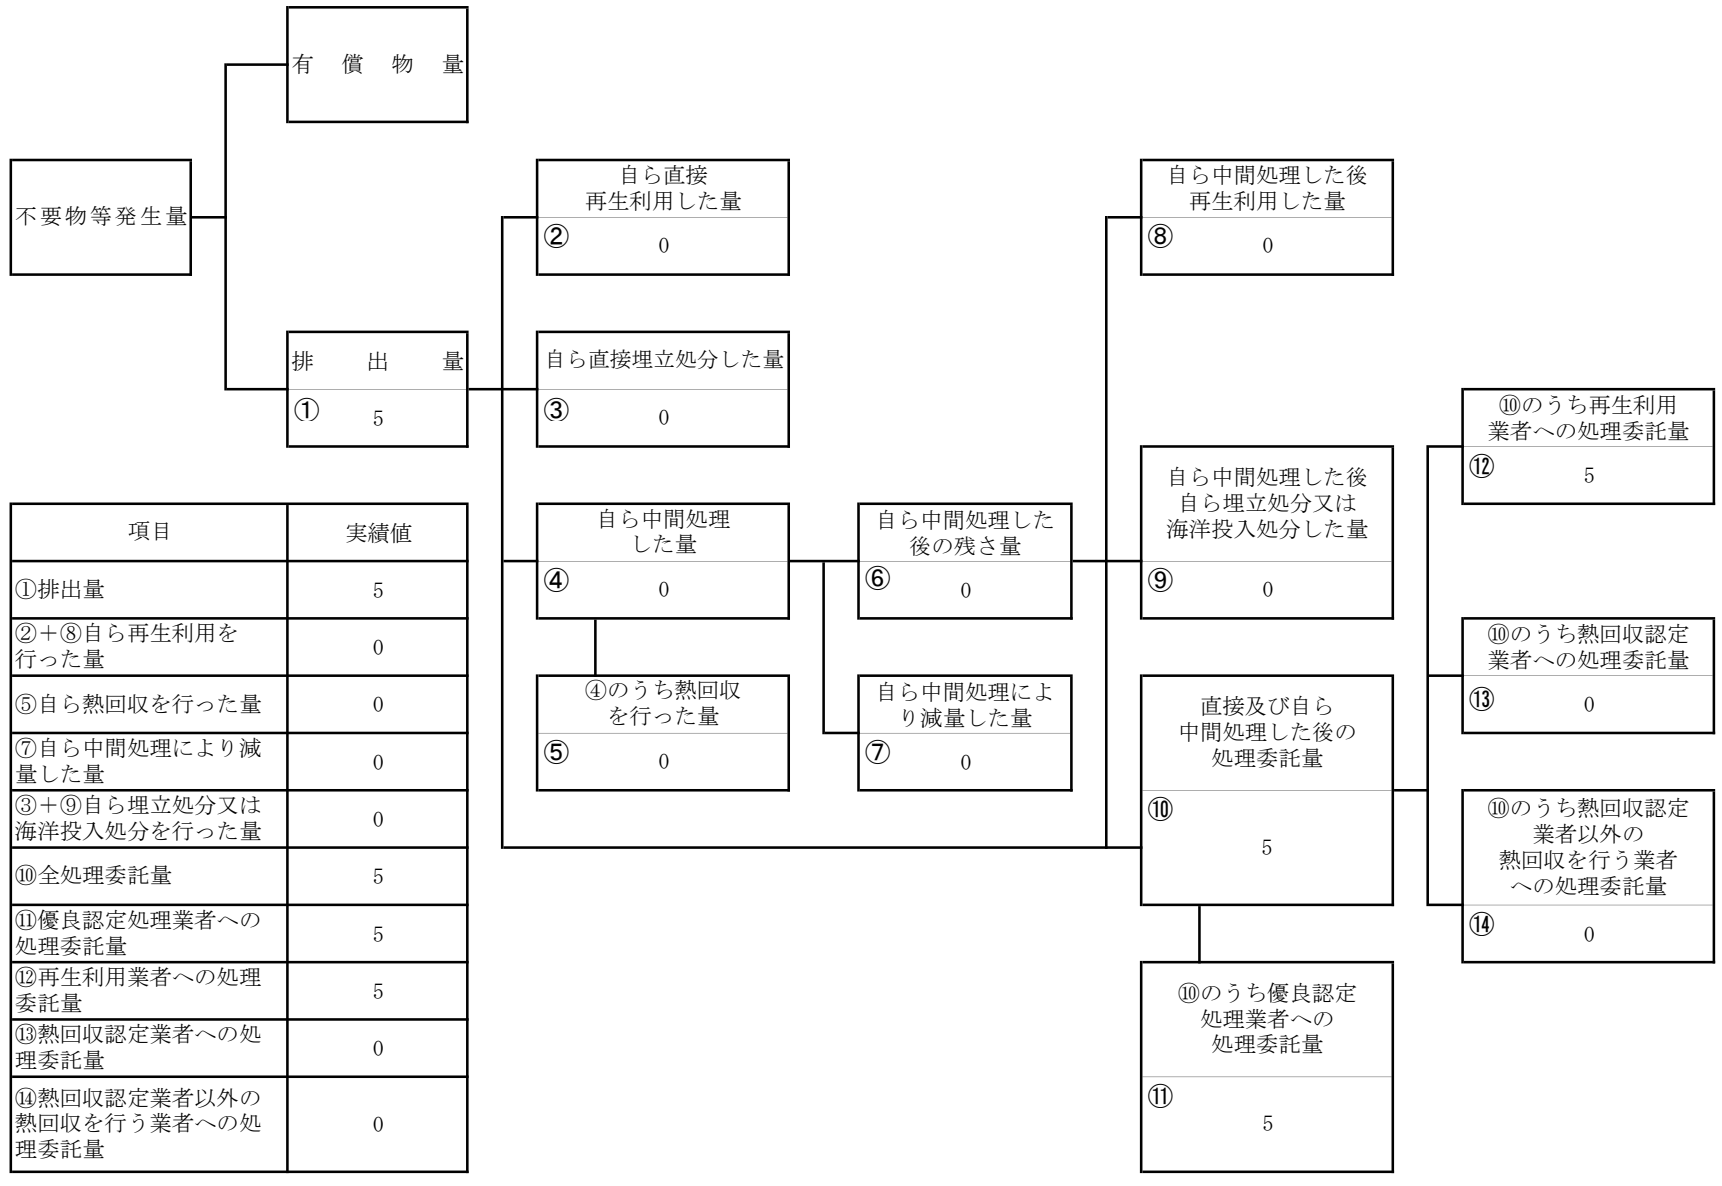 有償物量
不要物等発生量
排出量
① 5
自ら直接
再生利用した量
② 0
自ら直接埋立処分した量
③ 0
自ら中間処理
した量
④ 0
④のうち熱回収
を行った量
⑤ 0
自ら中間処理した
後の残さ量
⑥ 0
自ら中間処理によ
り減量した量
⑦ 0
自ら中間処理した後
再生利用した量
⑧ 0
自ら中間処理した後
自ら埋立処分又は
海洋投入処分した量
⑨ 0
直接及び自ら
中間処理した後の
処理委託量
⑩
5
⑩のうち優良認定
処理業者への
処理委託量
⑪
5
⑩のうち再生利用
業者への処理委託量
⑫ 5
⑩のうち熱回収認定
業者への処理委託量
⑬ 0
⑩のうち熱回収認定
業者以外の
熱回収を行う業者
への処理委託量
⑭ 0
項目 実績値
①排出量 5
②＋⑧自ら再生利用を
行った量 0
⑤自ら熱回収を行った量 0
⑦自ら中間処理により減
量した量 0
③＋⑨自ら埋立処分又は
海洋投入処分を行った量 0
⑩全処理委託量 5
⑪優良認定処理業者への
処理委託量 5
⑫再生利用業者への処理
委託量 5
⑬熱回収認定業者への処
理委託量 0
⑭熱回収認定業者以外の
熱回収を行う業者への処
理委託量 0